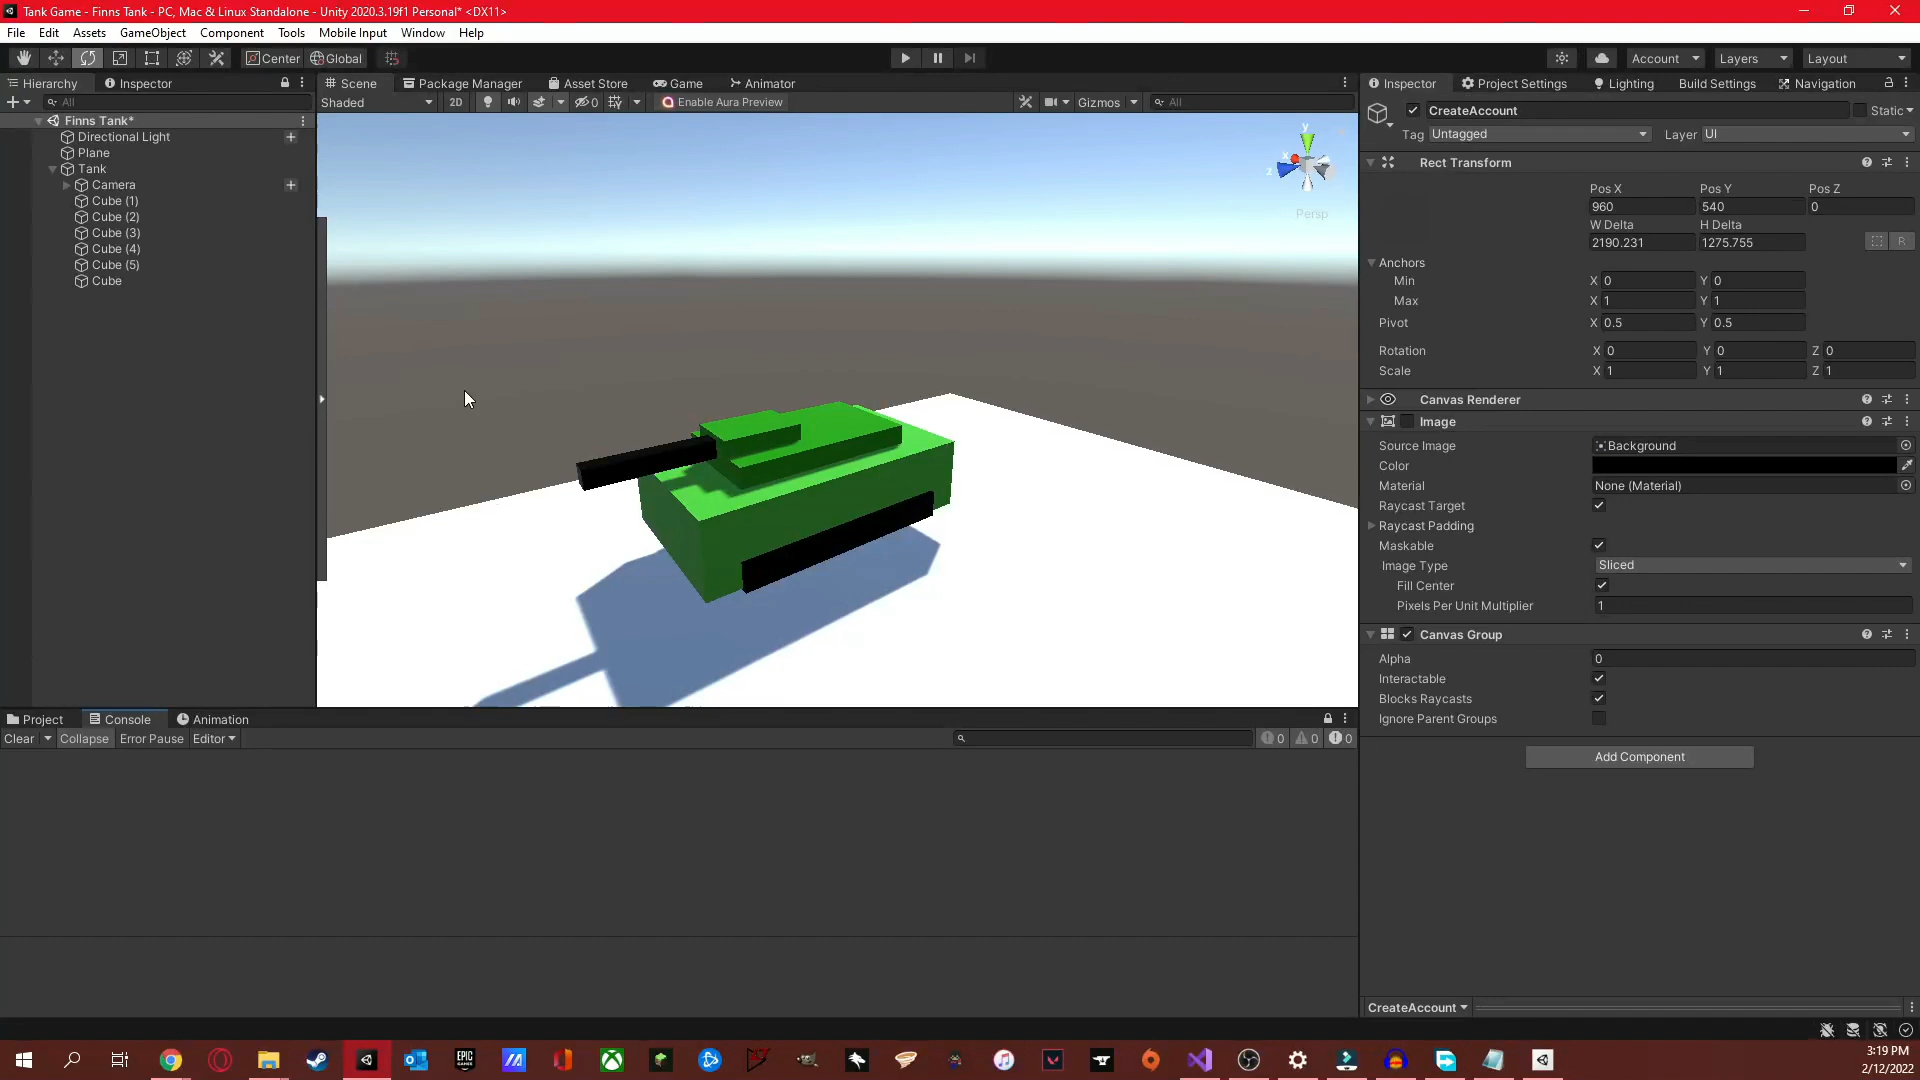 Tank Game - Finns Tank - PC, Mac & Linux Standalone - Unity 2020.3.19f1 Personal* <DX11>
File Edit Assets GameObject Component Tools Mobile Input Window Help
Center Global Account Layers Layout
Hierarchy Inspector Scene Package Manager Asset Store Game Animator Inspector Project Settings Lighting Build Settings Navigation
All Shaded 2D 0 Enable Aura Preview Gizmos All
CreateAccount Static
Tag Untagged Layer UI
Finns Tank*
Directional Light
Plane
Tank
Camera
Cube (1)
Cube (2)
Cube (3)
Cube (4)
Cube (5)
Cube
y
x
z
Persp
Rect Transform
Pos X Pos Y Pos Z
960 540 0
W Delta H Delta
2190.231 1275.755 R
Anchors
Min X 0 Y 0
Max X 1 Y 1
Pivot X 0.5 Y 0.5
Rotation X 0 Y 0 Z 0
Scale X 1 Y 1 Z 1
Canvas Renderer
Image
Source Image Background
Color
Material None (Material)
Raycast Target
Raycast Padding
Maskable
Image Type Sliced
Fill Center
Pixels Per Unit Multiplier 1
Canvas Group
Alpha 0
Interactable
Blocks Raycasts
Ignore Parent Groups
Add Component
Project Console Animation
Clear Collapse Error Pause Editor 0 0 0
CreateAccount
EPIC GAMES
3:19 PM
2/12/2022